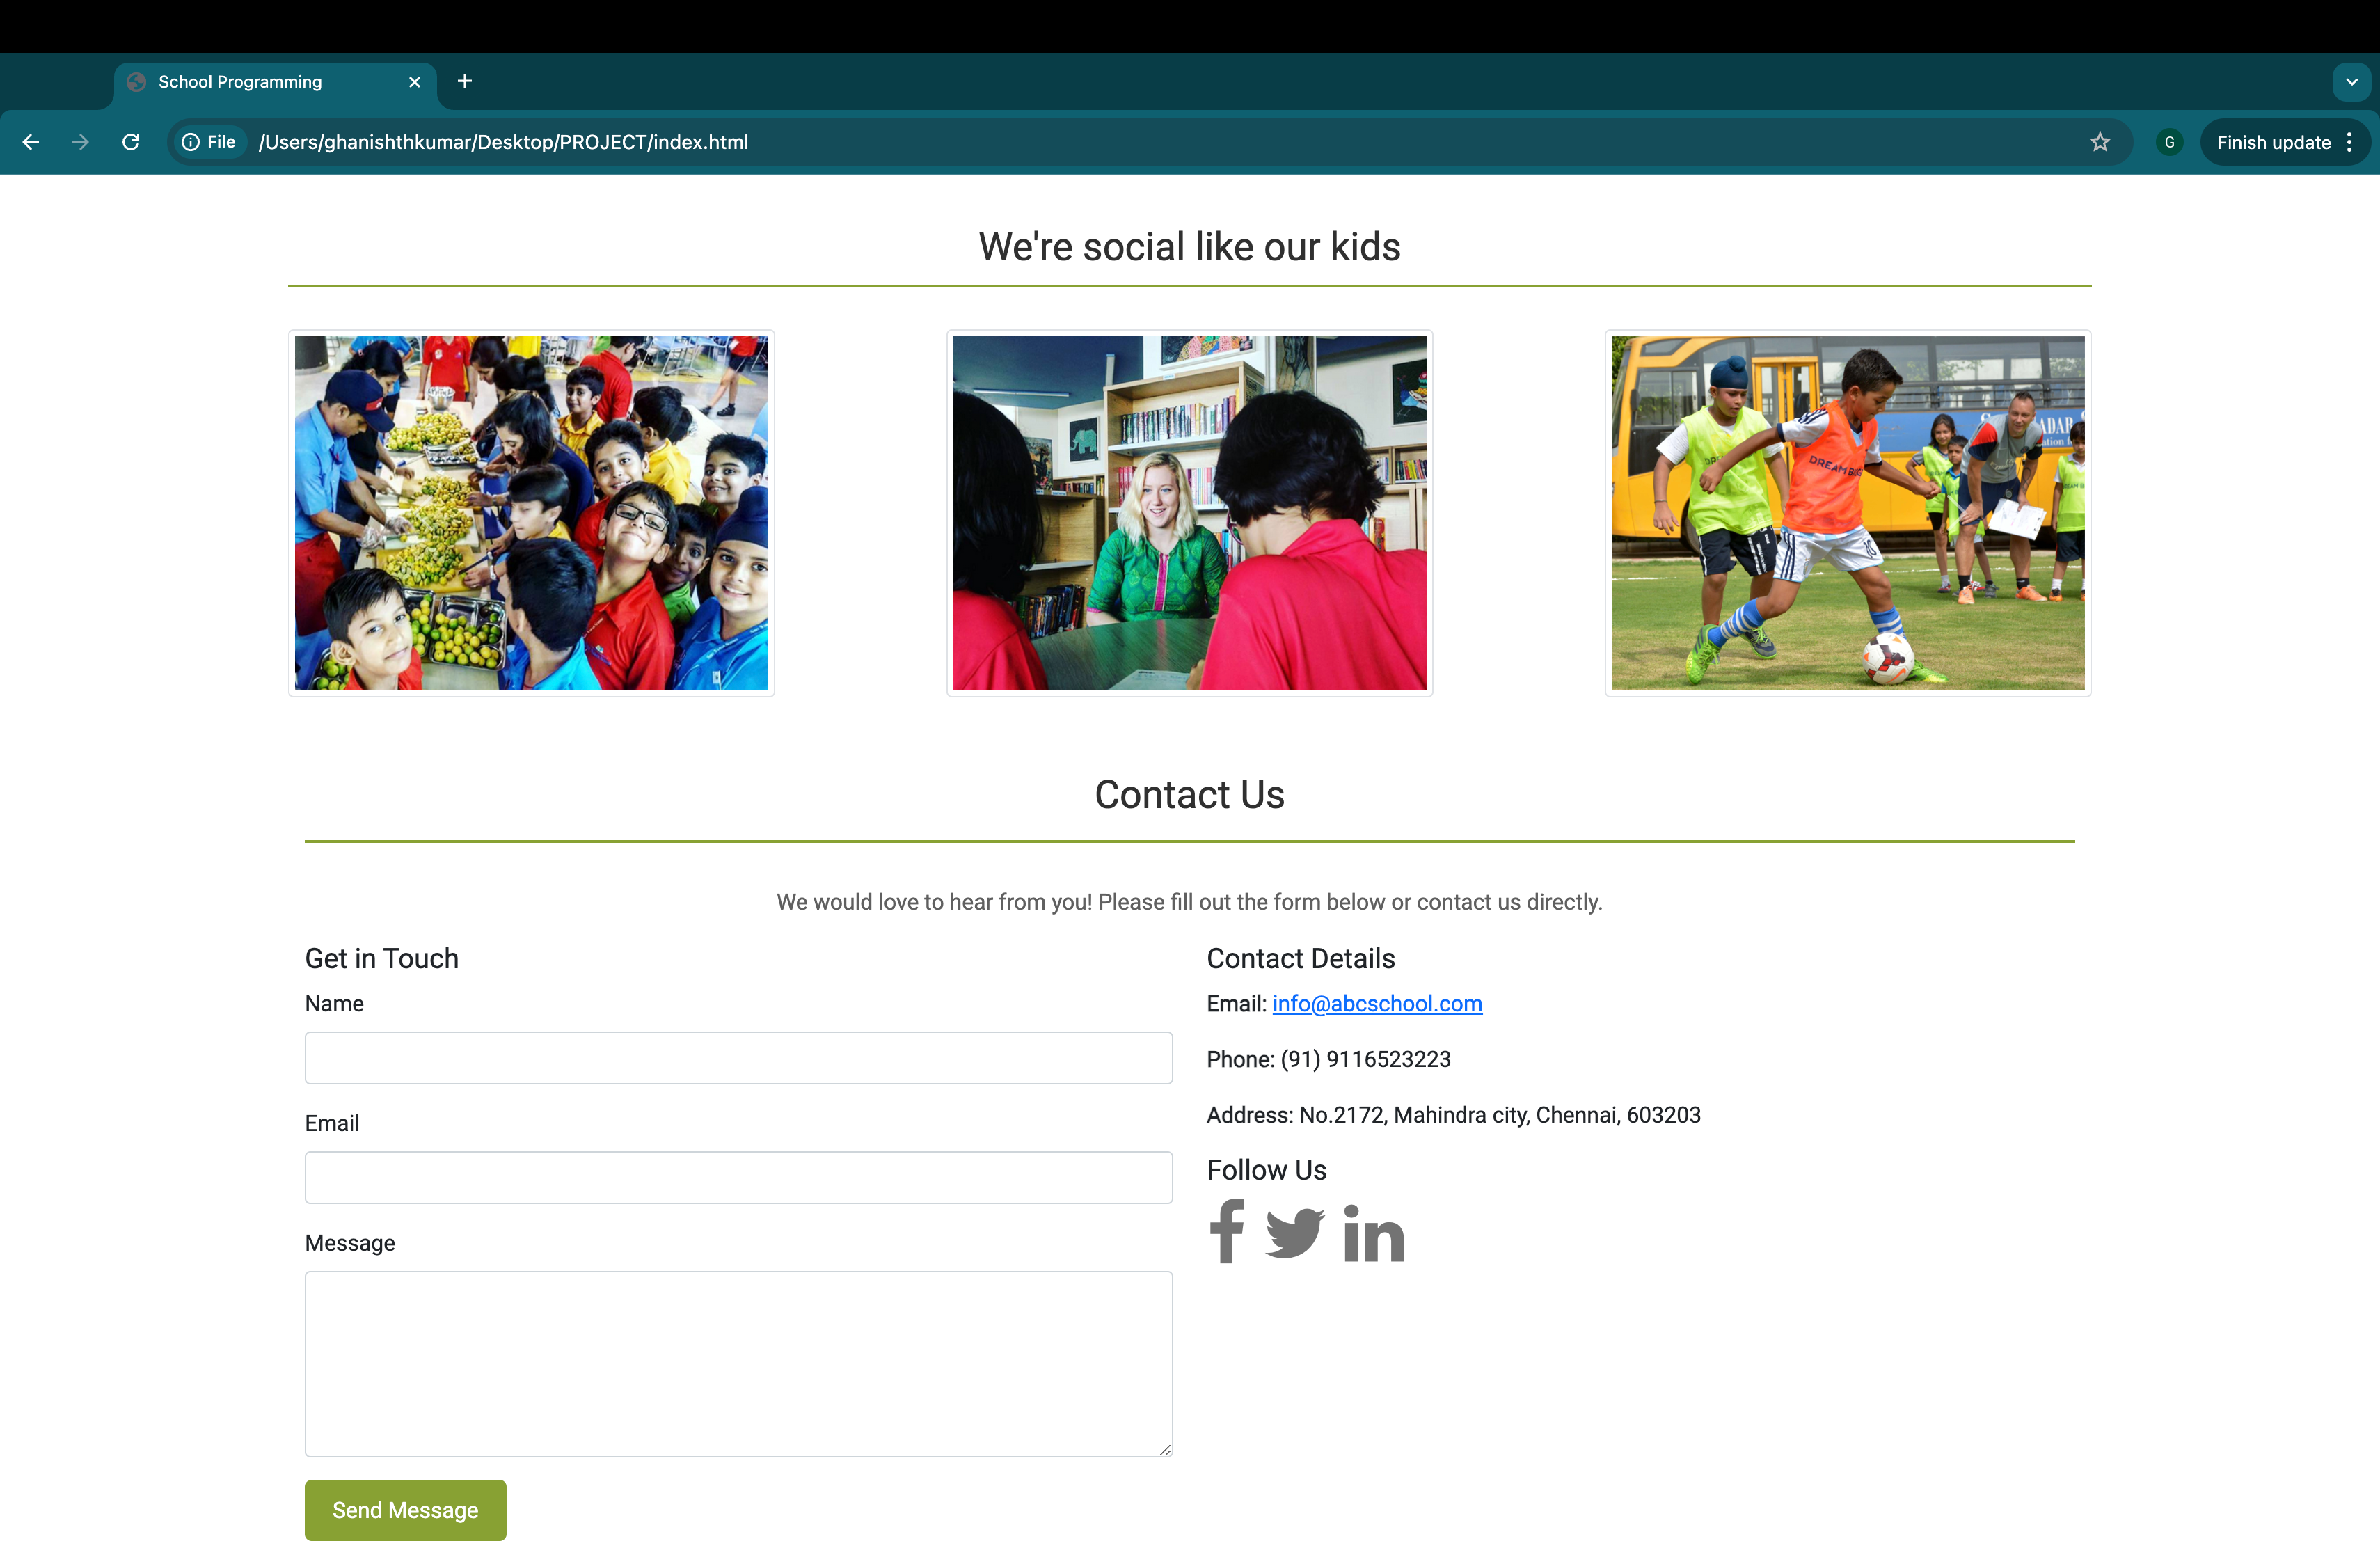 School Programming
File /Users/ghanishthkumar/Desktop/PROJECT/index.html
G
Finish update
We're social like our kids
DREAM
ADAR
Contact Us
We would love to hear from you! Please fill out the form below or contact us directly.
Get in Touch
Name
Email
Message
Send Message
Contact Details
Email: info@abcschool.com
Phone: (91) 9116523223
Address: No.2172, Mahindra city, Chennai, 603203
Follow Us
f
in